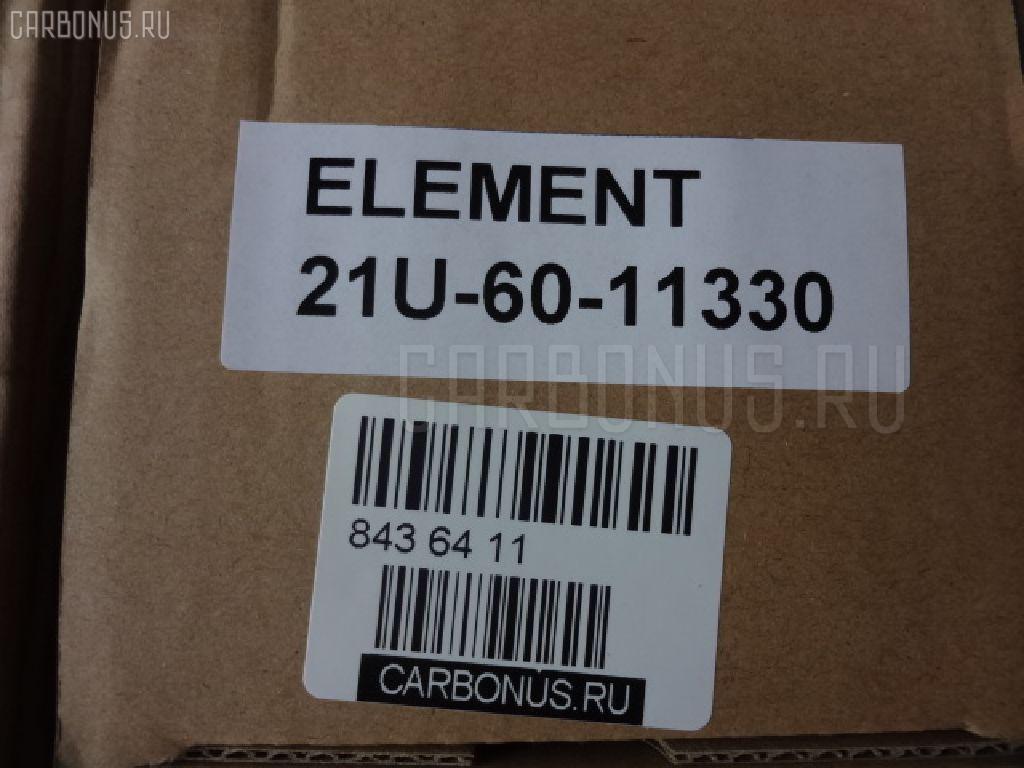 CARBONUS.RU
ELEMENT
21U-60-11330
CARBONUS.RU
843 64 11
CARBONUS.RU